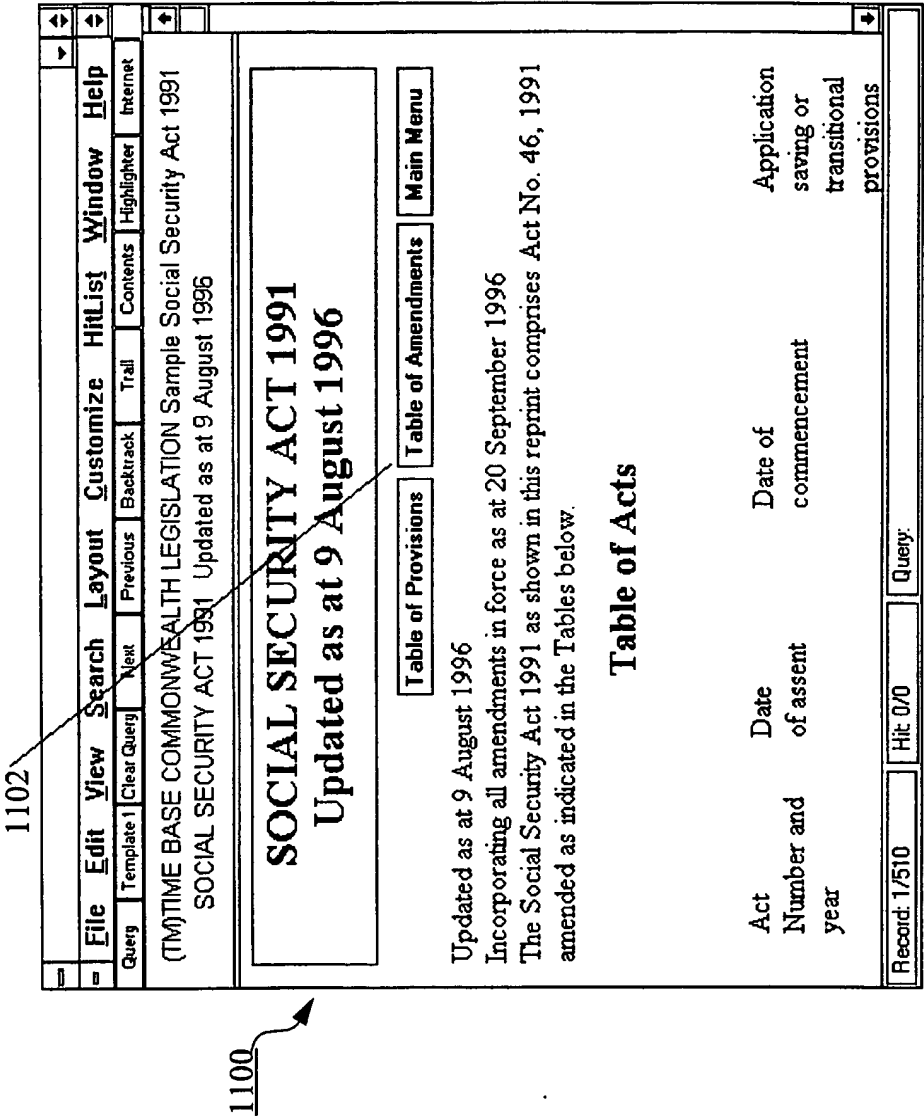 1102
File Edit View Search Layout Customize HitList Window Help
Query Template 1 Clear Query Next Previous Backtrack Trail Contents Highlighter Internet
(TM)TIME BASE COMMONWEALTH LEGISLATION Sample Social Security Act 1991
SOCIAL SECURITY ACT 1991 Updated as at 9 August 1996
SOCIAL SECURITY ACT 1991
Updated as at 9 August 1996
Table of Provisions Table of Amendments Main Menu
Updated as at 9 August 1996
Incorporating all amendments in force as at 20 September 1996
The Social Security Act 1991 as shown in this reprint comprises Act No. 46, 1991
amended as indicated in the Tables below.
Table of Acts
Act Date Date of Application
Number and of assent commencement saving or
year transitional
provisions
Record: 1/510 Hit: 0/0 Query:
1100